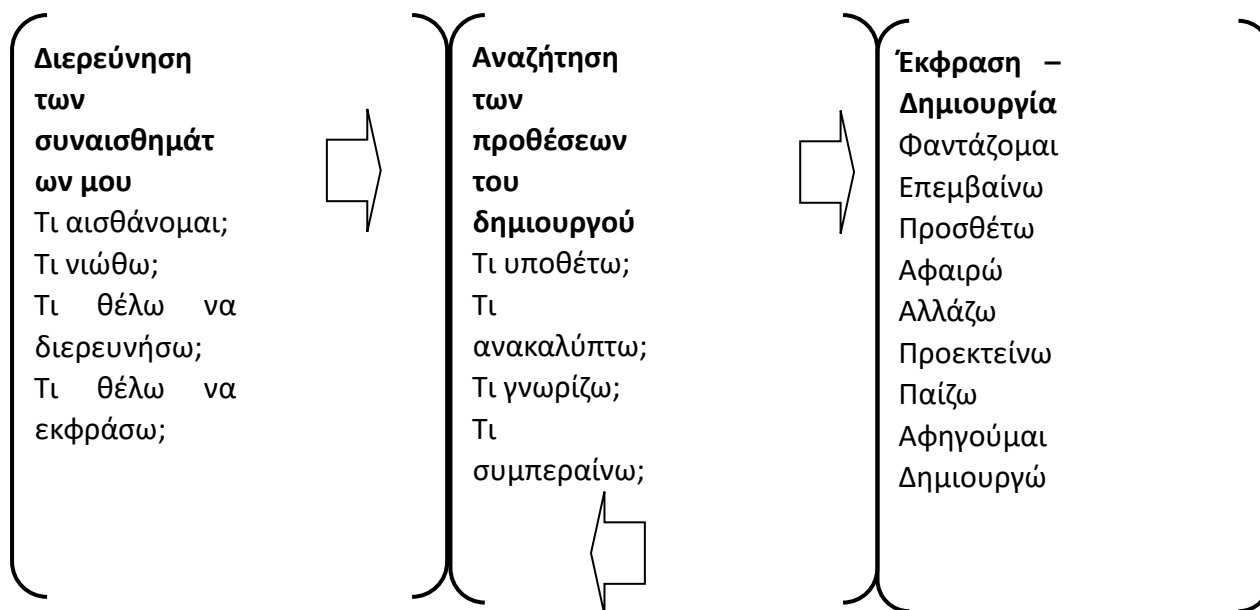 Διερεύνηση
των
συναισθημάτ
ων μου
Τι αισθάνομαι;
Τι νιώθω;
Τι θέλω να
διερευνήσω;
Τι θέλω να
εκφράσω;
Αναζήτηση
των
προθέσεων
του
δημιουργού
Τι υποθέτω;
Τι
ανακαλύπτω;
Τι γνωρίζω;
Τι
συμπεραίνω;
Έκφραση –
Δημιουργία
Φαντάζομαι
Επεμβαίνω
Προσθέτω
Αφαιρώ
Αλλάζω
Προεκτείνω
Παίζω
Αφηγούμαι
Δημιουργώ